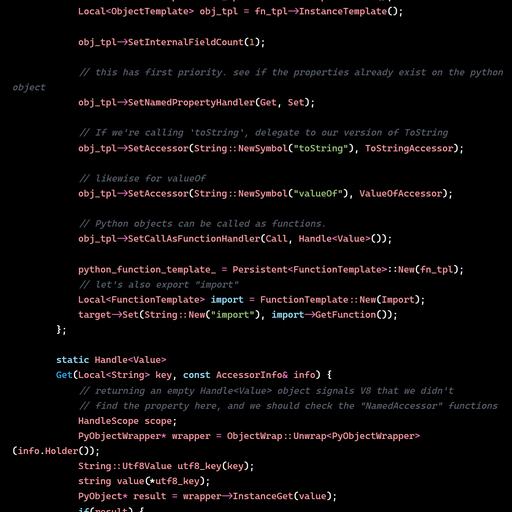 Local<ObjectTemplate> obj_tpl = fn_tpl->InstanceTemplate();
obj_tpl->SetInternalFieldCount(1);
// this has first priority. see if the properties already exist on the python
object
obj_tpl->SetNamedPropertyHandler(Get, Set);
// If we're calling 'toString', delegate to our version of ToString
obj_tpl->SetAccessor(String::NewSymbol("toString"), ToStringAccessor);
// likewise for valueOf
obj_tpl->SetAccessor(String::NewSymbol("valueOf"), ValueOfAccessor);
// Python objects can be called as functions.
obj_tpl->SetCallAsFunctionHandler(Call, Handle<Value>());
python_function_template_ = Persistent<FunctionTemplate>::New(fn_tpl);
// let's also export "import"
Local<FunctionTemplate> import = FunctionTemplate::New(Import);
target->Set(String::New("import"), import->GetFunction());
};
static Handle<Value>
Get(Local<String> key, const AccessorInfo& info) {
// returning an empty Handle<Value> object signals V8 that we didn't
// find the property here, and we should check the "NamedAccessor" functions
HandleScope scope;
PyObjectWrapper* wrapper = ObjectWrap::Unwrap<PyObjectWrapper>
(info.Holder());
String::Utf8Value utf8_key(key);
string value(*utf8_key);
PyObject* result = wrapper->InstanceGet(value);
if(result) {